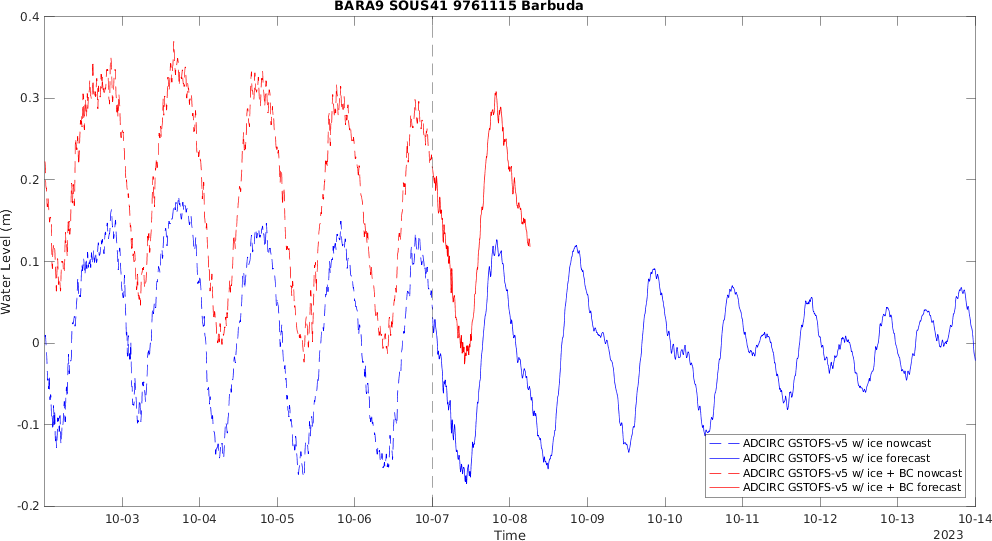 BARA9 SOUS41 9761115 Barbuda
0.4
0.3
0.2
0.1
0
-0.1
-0.2
Water Level (m)
10-03 10-04 10-05 10-06 10-07 10-08 10-09 10-10 10-11 10-12 10-13 10-14
Time
2023
ADCIRC GSTOFS-v5 w/ ice nowcast
ADCIRC GSTOFS-v5 w/ ice forecast
ADCIRC GSTOFS-v5 w/ ice + BC nowcast
ADCIRC GSTOFS-v5 w/ ice + BC forecast